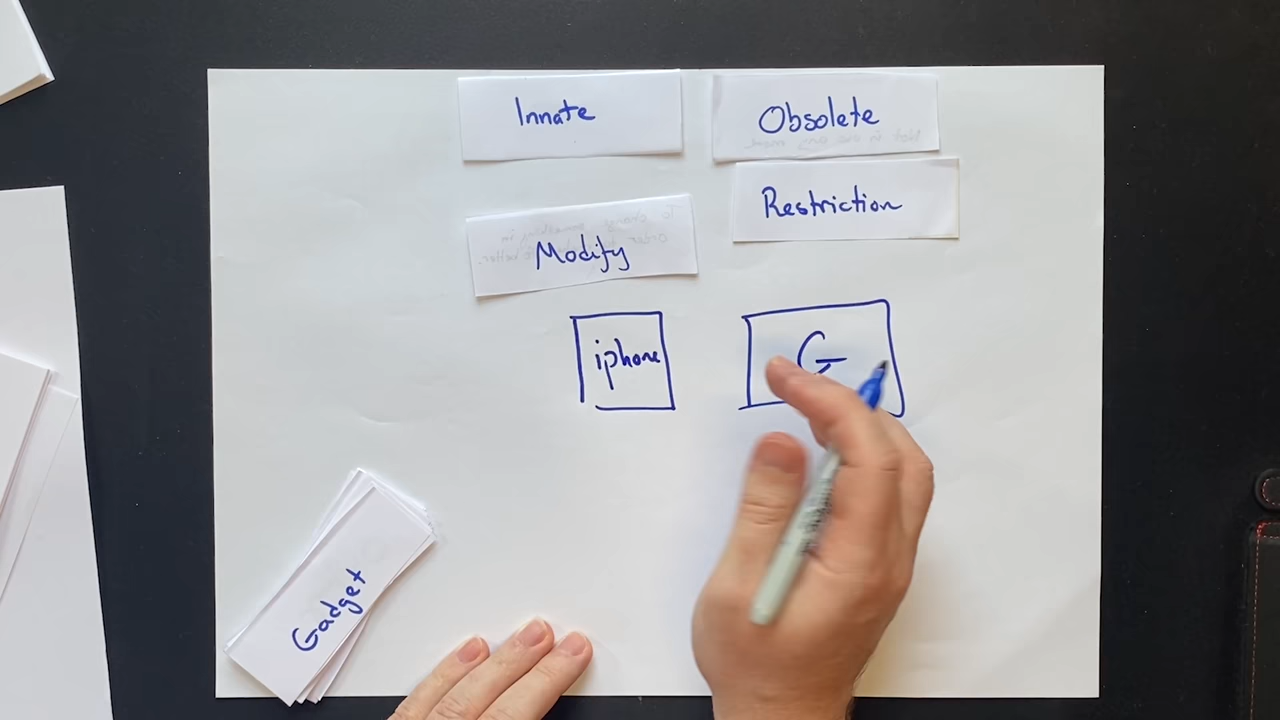 Innate
Obsolete
Restriction
Modify
iphone
G
Gadget